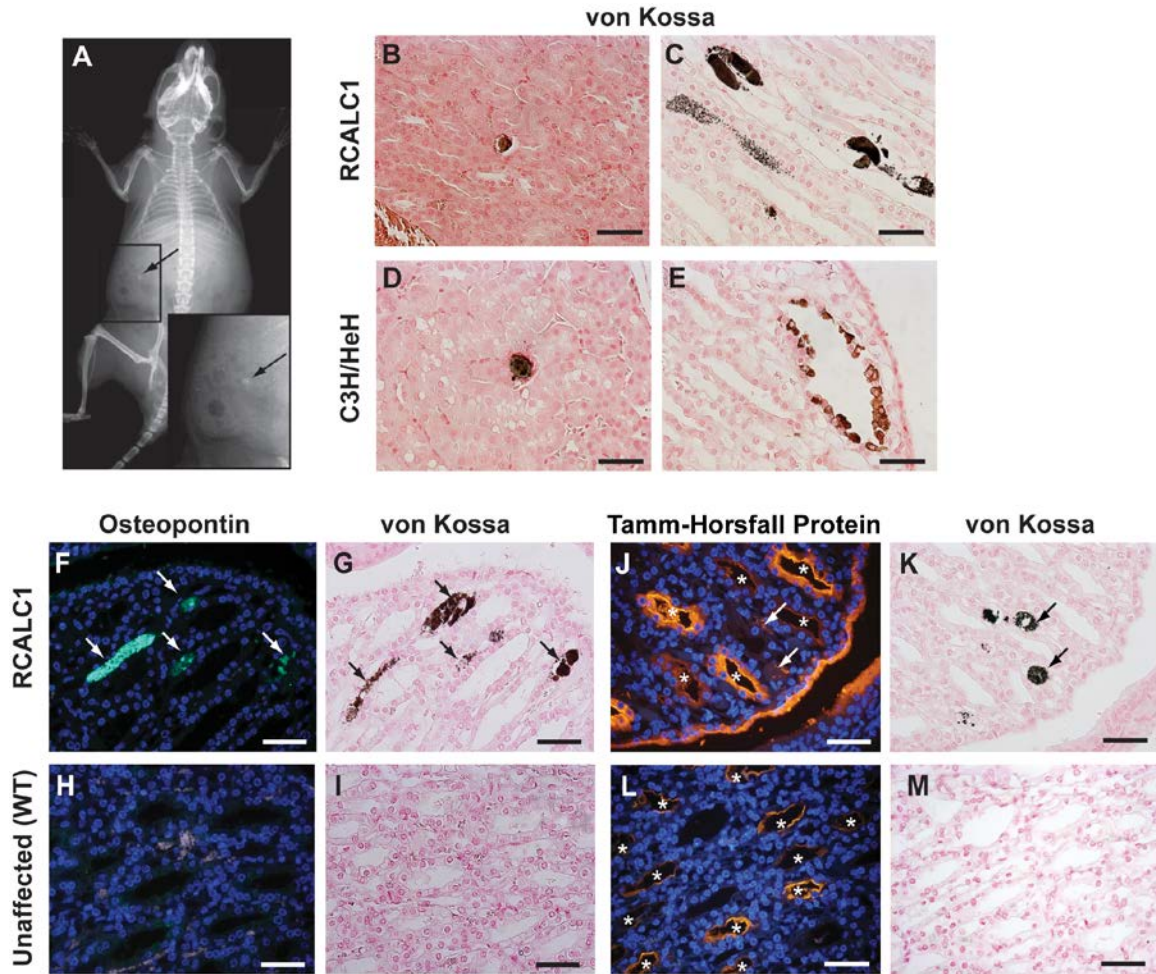 von Kossa
A
B
C
RCALC1
D
E
C3H/HeH
Osteopontin
von Kossa
Tamm-Horsfall Protein
von Kossa
F
G
J
K
RCALC1
H
I
L
M
Unaffected (WT)
* * * * * * *
* * * * * * * * * * *